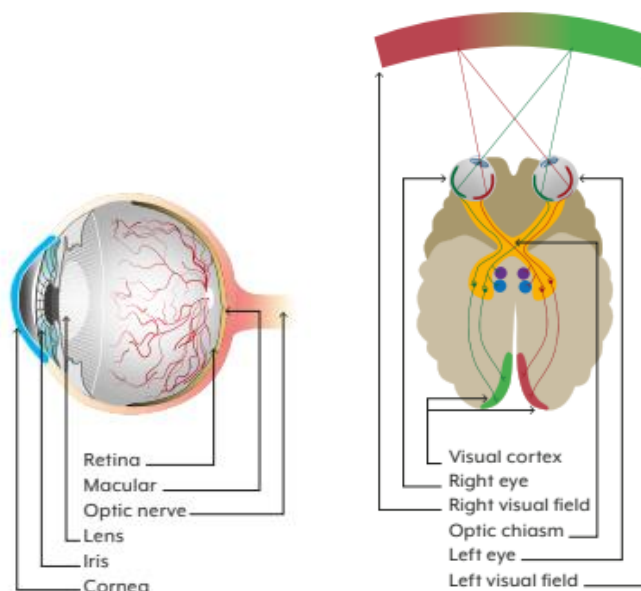 Retina
Macular
Optic nerve
Lens
Iris
Cornea
Visual cortex
Right eye
Right visual field
Optic chiasm
Left eye
Left visual field